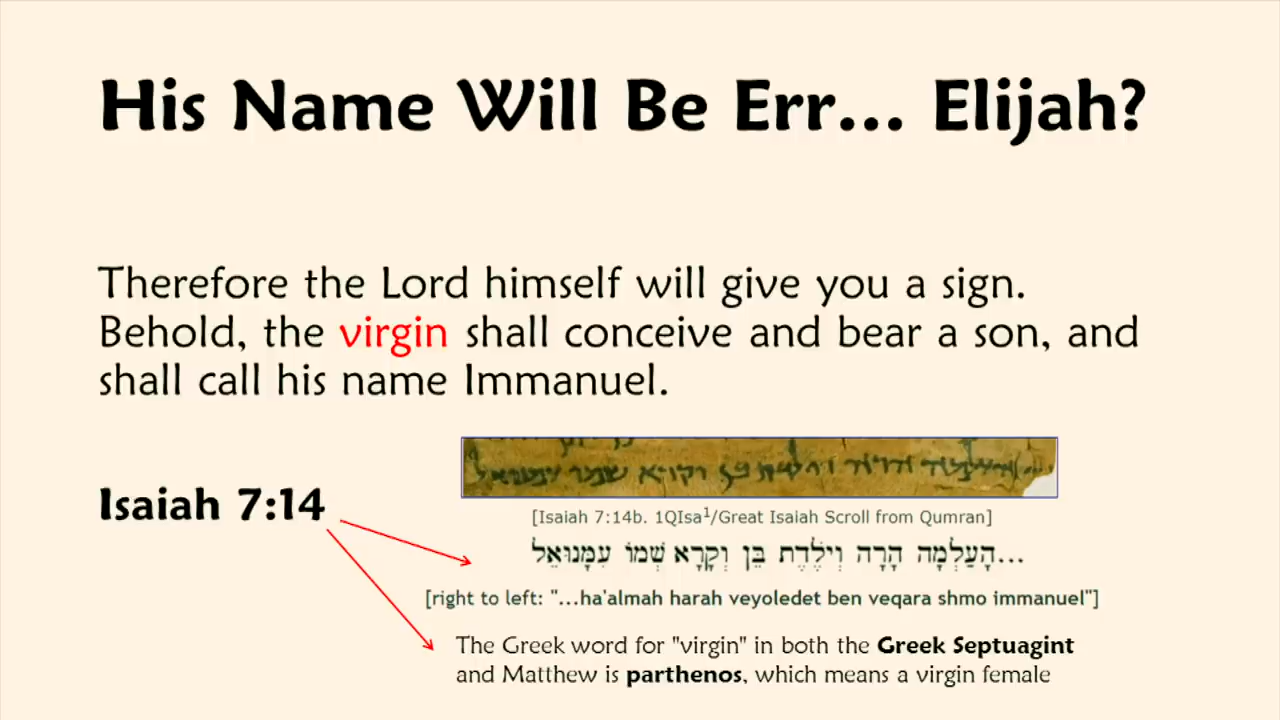 His Name Will Be Err... Elijah?
Therefore the Lord himself will give you a sign.
Behold, the virgin shall conceive and bear a son, and
shall call his name Immanuel.
Isaiah 7:14
[Isaiah 7:14b. 1QIsa¹/Great Isaiah Scroll from Qumran]
...הָעַלְמָה הָרָה וְיֹלֶדֶת בֵּן וְקָרָא שְׁמוֹ עִמָּנוּאֵל
[right to left: "...ha'almah harah veyoledet ben veqara shmo immanuel"]
The Greek word for "virgin" in both the Greek Septuagint
and Matthew is parthenos, which means a virgin female